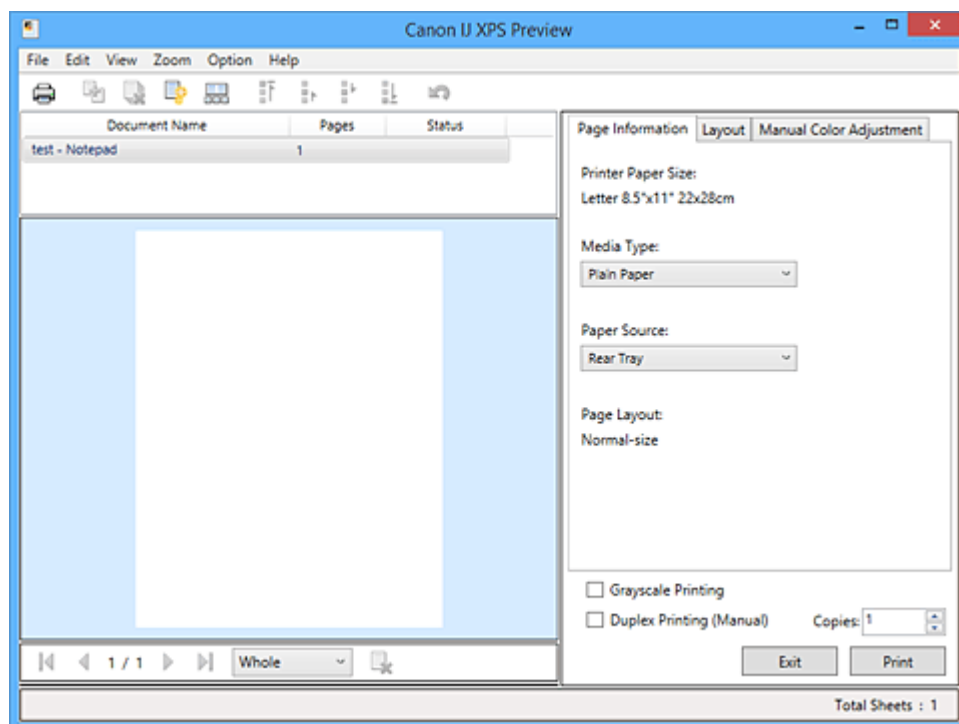 Canon IJ XPS Preview
File Edit View Zoom Option Help
Document Name Pages Status
test - Notepad 1
Page Information Layout Manual Color Adjustment
Printer Paper Size:
Letter 8.5"x11" 22x28cm
Media Type:
Plain Paper
Paper Source:
Rear Tray
Page Layout:
Normal-size
Grayscale Printing
Duplex Printing (Manual) Copies: 1
1 / 1 Whole
Exit Print
Total Sheets : 1